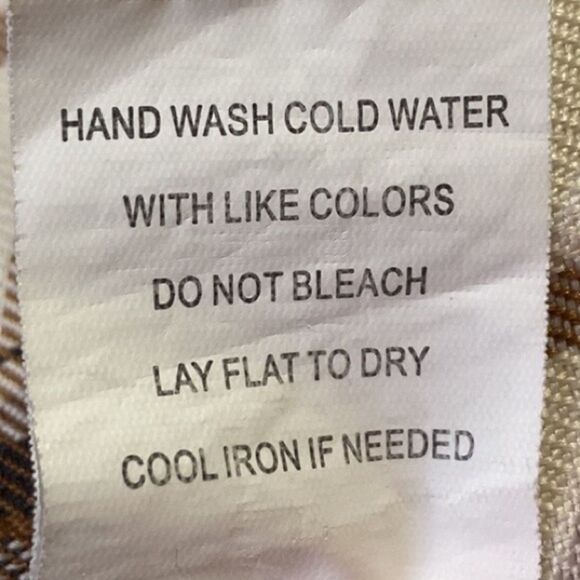 HAND WASH COLD WATER
WITH LIKE COLORS
DO NOT BLEACH
LAY FLAT TO DRY
COOL IRON IF NEEDED